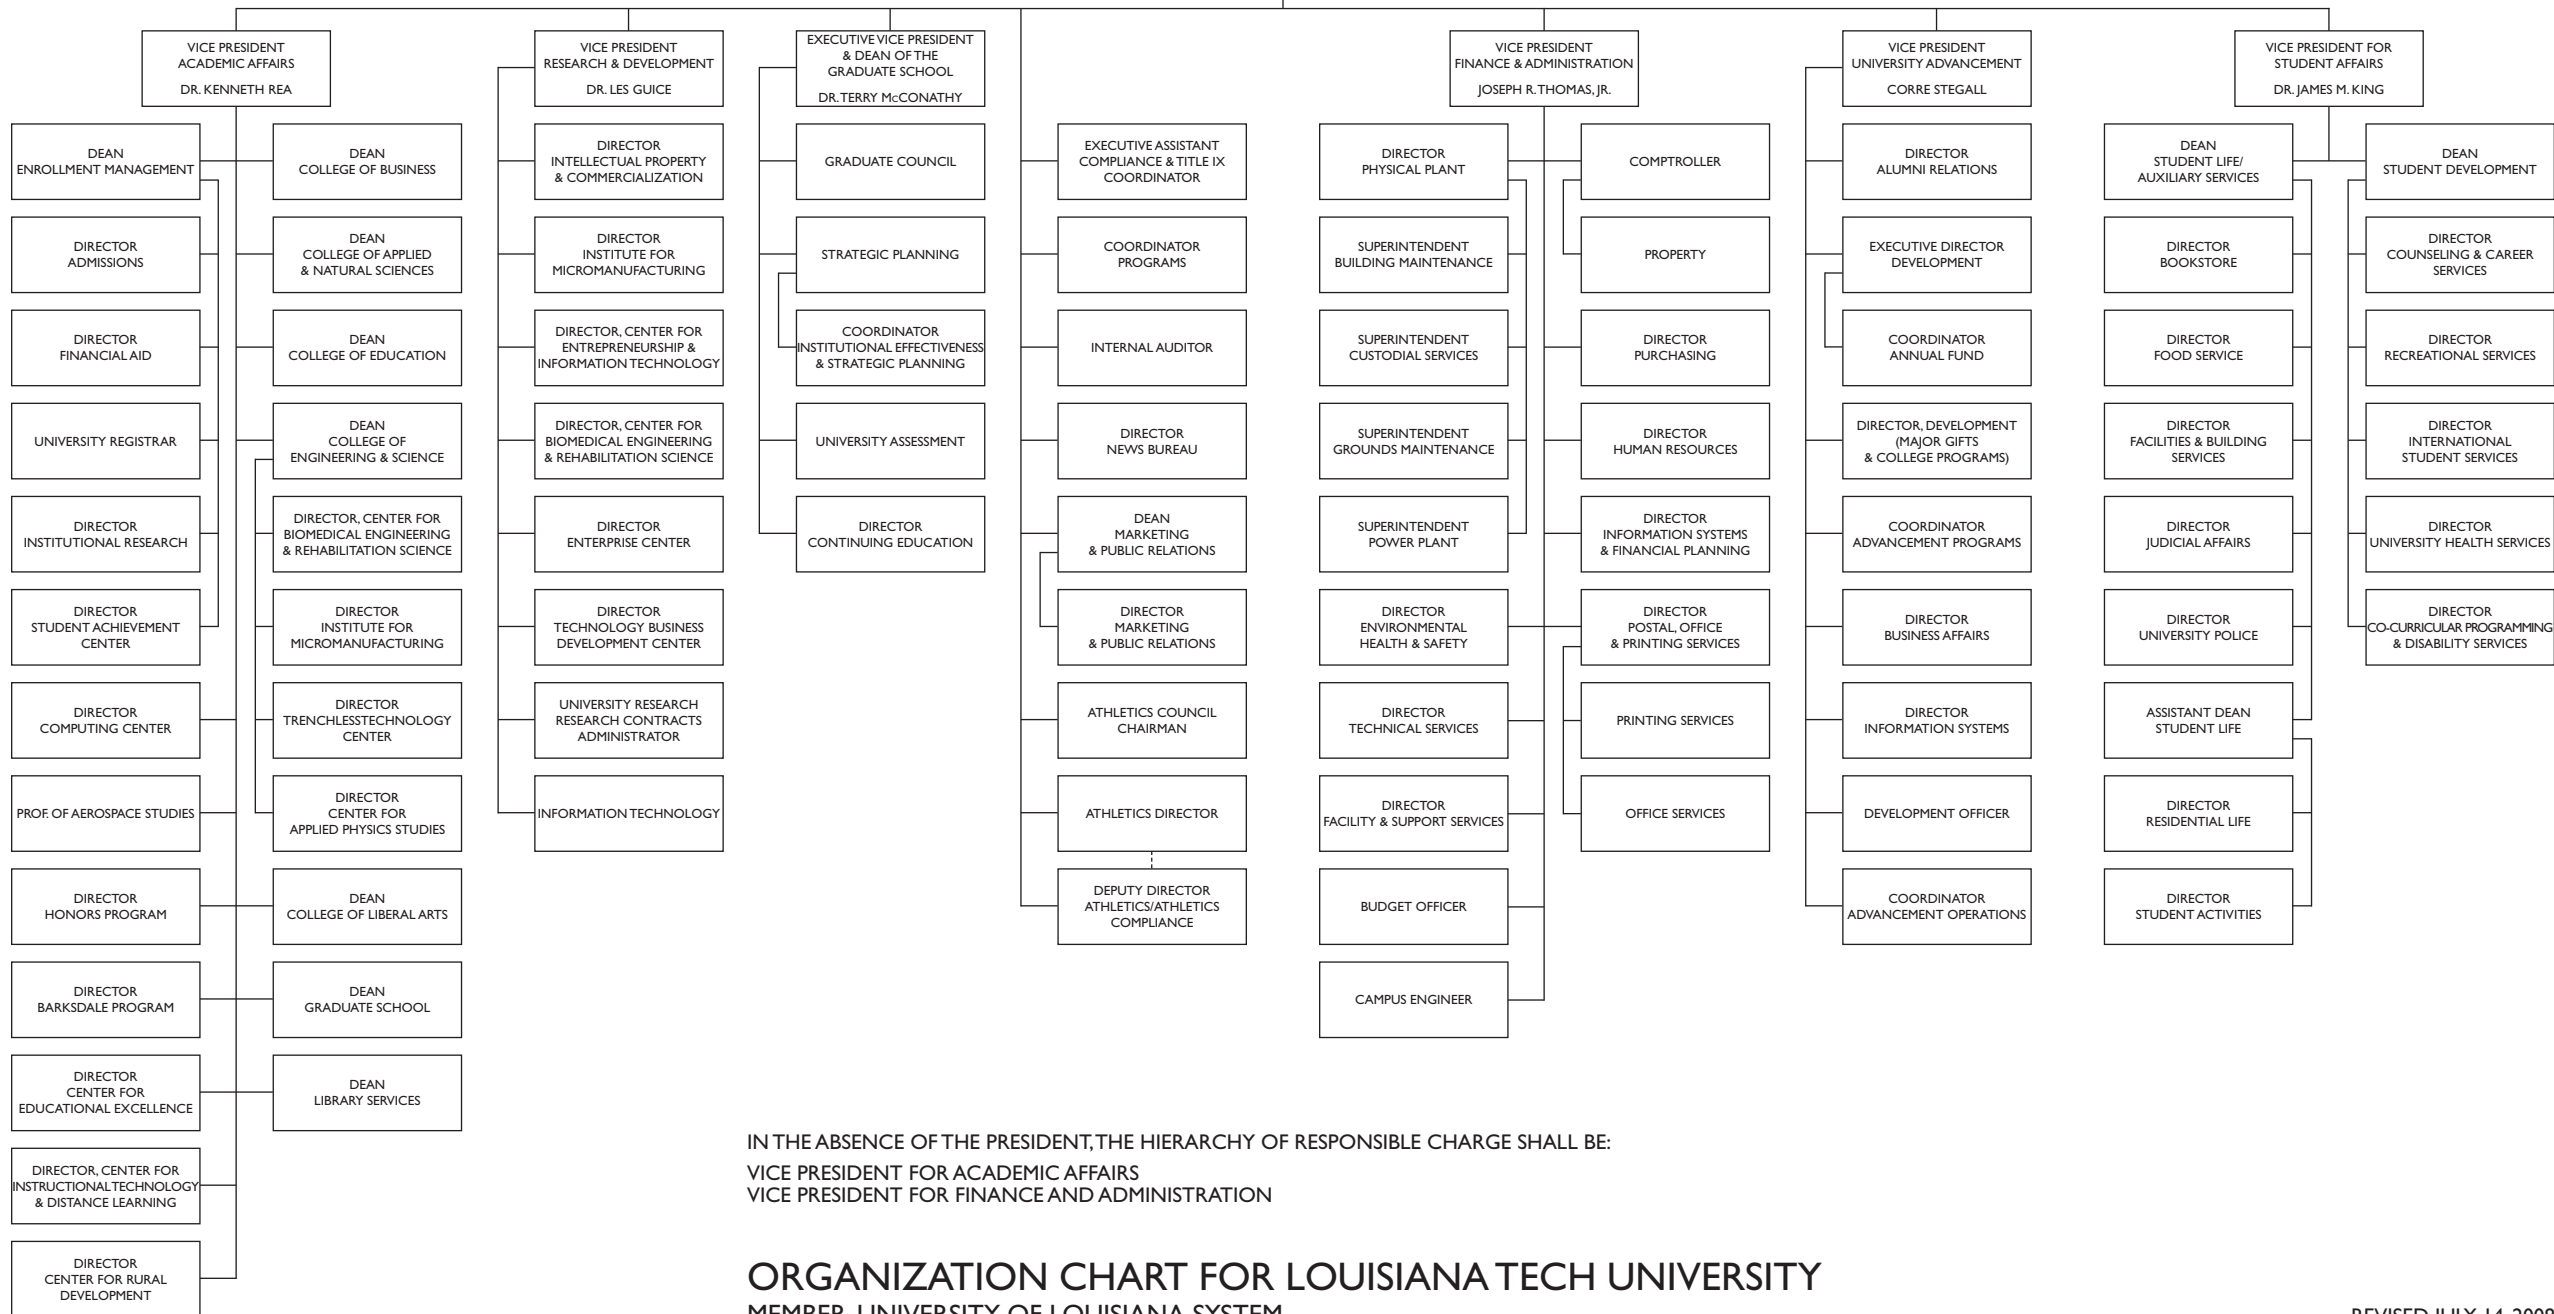 VICE PRESIDENT
ACADEMIC AFFAIRS
DR. KENNETH REA
DEAN
ENROLLMENT MANAGEMENT
DIRECTOR
ADMISSIONS
DIRECTOR
FINANCIAL AID
UNIVERSITY REGISTRAR
DIRECTOR
INSTITUTIONAL RESEARCH
DIRECTOR
STUDENT ACHIEVEMENT
CENTER
DIRECTOR
COMPUTING CENTER
PROF. OF AEROSPACE STUDIES
DIRECTOR
HONORS PROGRAM
DIRECTOR
BARKSDALE PROGRAM
DIRECTOR
CENTER FOR
EDUCATIONAL EXCELLENCE
DIRECTOR, CENTER FOR
INSTRUCTIONAL TECHNOLOGY
& DISTANCE LEARNING
DIRECTOR
CENTER FOR RURAL
DEVELOPMENT
DEAN
COLLEGE OF BUSINESS
DEAN
COLLEGE OF APPLIED
& NATURAL SCIENCES
DEAN
COLLEGE OF EDUCATION
DEAN
COLLEGE OF
ENGINEERING & SCIENCE
DIRECTOR, CENTER FOR
BIOMEDICAL ENGINEERING
& REHABILITATION SCIENCE
DIRECTOR
INSTITUTE FOR
MICROMANUFACTURING
DIRECTOR
TRENCHLESSTECHNOLOGY
CENTER
DIRECTOR
CENTER FOR
APPLIED PHYSICS STUDIES
DEAN
COLLEGE OF LIBERAL ARTS
DEAN
GRADUATE SCHOOL
DEAN
LIBRARY SERVICES
VICE PRESIDENT
RESEARCH & DEVELOPMENT
DR. LES GUICE
DIRECTOR
INTELLECTUAL PROPERTY
& COMMERCIALIZATION
DIRECTOR
INSTITUTE FOR
MICROMANUFACTURING
DIRECTOR, CENTER FOR
ENTREPRENEURSHIP &
INFORMATION TECHNOLOGY
DIRECTOR, CENTER FOR
BIOMEDICAL ENGINEERING
& REHABILITATION SCIENCE
DIRECTOR
ENTERPRISE CENTER
DIRECTOR
TECHNOLOGY BUSINESS
DEVELOPMENT CENTER
UNIVERSITY RESEARCH
RESEARCH CONTRACTS
ADMINISTRATOR
INFORMATION TECHNOLOGY
EXECUTIVE VICE PRESIDENT
& DEAN OF THE
GRADUATE SCHOOL
DR. TERRY McCONATHY
GRADUATE COUNCIL
STRATEGIC PLANNING
COORDINATOR
INSTITUTIONAL EFFECTIVENESS
& STRATEGIC PLANNING
UNIVERSITY ASSESSMENT
DIRECTOR
CONTINUING EDUCATION
EXECUTIVE ASSISTANT
COMPLIANCE & TITLE IX
COORDINATOR
COORDINATOR
PROGRAMS
INTERNAL AUDITOR
DIRECTOR
NEWS BUREAU
DEAN
MARKETING
& PUBLIC RELATIONS
DIRECTOR
MARKETING
& PUBLIC RELATIONS
ATHLETICS COUNCIL
CHAIRMAN
ATHLETICS DIRECTOR
DEPUTY DIRECTOR
ATHLETICS/ATHLETICS
COMPLIANCE
VICE PRESIDENT
FINANCE & ADMINISTRATION
JOSEPH R. THOMAS, JR.
DIRECTOR
PHYSICAL PLANT
SUPERINTENDENT
BUILDING MAINTENANCE
SUPERINTENDENT
CUSTODIAL SERVICES
SUPERINTENDENT
GROUNDS MAINTENANCE
SUPERINTENDENT
POWER PLANT
DIRECTOR
ENVIRONMENTAL
HEALTH & SAFETY
DIRECTOR
TECHNICAL SERVICES
DIRECTOR
FACILITY & SUPPORT SERVICES
BUDGET OFFICER
CAMPUS ENGINEER
COMPTROLLER
PROPERTY
DIRECTOR
PURCHASING
DIRECTOR
HUMAN RESOURCES
DIRECTOR
INFORMATION SYSTEMS
& FINANCIAL PLANNING
DIRECTOR
POSTAL, OFFICE
& PRINTING SERVICES
PRINTING SERVICES
OFFICE SERVICES
VICE PRESIDENT
UNIVERSITY ADVANCEMENT
CORRE STEGALL
DIRECTOR
ALUMNI RELATIONS
EXECUTIVE DIRECTOR
DEVELOPMENT
COORDINATOR
ANNUAL FUND
DIRECTOR, DEVELOPMENT
(MAJOR GIFTS
& COLLEGE PROGRAMS)
COORDINATOR
ADVANCEMENT PROGRAMS
DIRECTOR
BUSINESS AFFAIRS
DIRECTOR
INFORMATION SYSTEMS
DEVELOPMENT OFFICER
COORDINATOR
ADVANCEMENT OPERATIONS
VICE PRESIDENT FOR
STUDENT AFFAIRS
DR. JAMES M. KING
DEAN
STUDENT LIFE/
AUXILIARY SERVICES
DIRECTOR
BOOKSTORE
DIRECTOR
FOOD SERVICE
DIRECTOR
FACILITIES & BUILDING
SERVICES
DIRECTOR
JUDICIAL AFFAIRS
DIRECTOR
UNIVERSITY POLICE
ASSISTANT DEAN
STUDENT LIFE
DIRECTOR
RESIDENTIAL LIFE
DIRECTOR
STUDENT ACTIVITIES
DEAN
STUDENT DEVELOPMENT
DIRECTOR
COUNSELING & CAREER
SERVICES
DIRECTOR
RECREATIONAL SERVICES
DIRECTOR
INTERNATIONAL
STUDENT SERVICES
DIRECTOR
UNIVERSITY HEALTH SERVICES
DIRECTOR
CO-CURRICULAR PROGRAMMING
& DISABILITY SERVICES
IN THE ABSENCE OF THE PRESIDENT, THE HIERARCHY OF RESPONSIBLE CHARGE SHALL BE:
VICE PRESIDENT FOR ACADEMIC AFFAIRS
VICE PRESIDENT FOR FINANCE AND ADMINISTRATION
ORGANIZATION CHART FOR LOUISIANA TECH UNIVERSITY
MEMBER, UNIVERSITY OF LOUISIANA SYSTEM
REVISED JULY 14, 2008